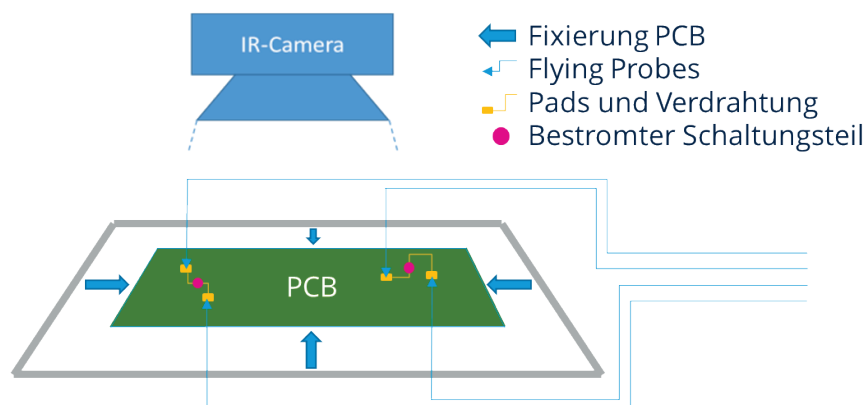 IR-Camera
Fixierung PCB
Flying Probes
Pads und Verdrahtung
Bestromter Schaltungsteil
PCB